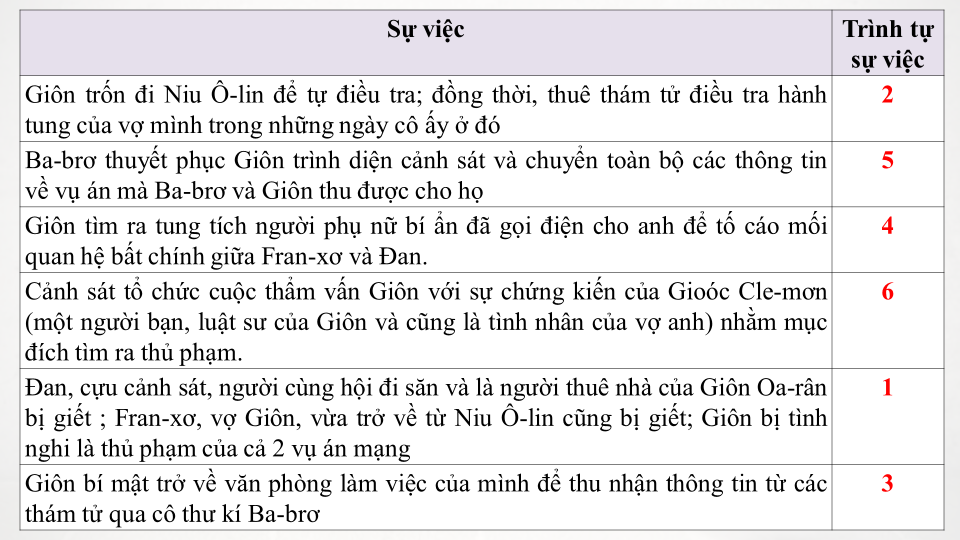 Sự việc
Trình tự
sự việc
Giôn trốn đi Niu Ô-lin để tự điều tra; đồng thời, thuê thám tử điều tra hành
tung của vợ mình trong những ngày cô ấy ở đó
2
Ba-brơ thuyết phục Giôn trình diện cảnh sát và chuyển toàn bộ các thông tin
về vụ án mà Ba-brơ và Giôn thu được cho họ
5
Giôn tìm ra tung tích người phụ nữ bí ẩn đã gọi điện cho anh để tố cáo mối
quan hệ bất chính giữa Fran-xơ và Đan.
4
Cảnh sát tổ chức cuộc thẩm vấn Giôn với sự chứng kiến của Gioóc Cle-mơn
(một người bạn, luật sư của Giôn và cũng là tình nhân của vợ anh) nhằm mục
đích tìm ra thủ phạm.
6
Đan, cựu cảnh sát, người cùng hội đi săn và là người thuê nhà của Giôn Oa-rân
bị giết ; Fran-xơ, vợ Giôn, vừa trở về từ Niu Ô-lin cũng bị giết; Giôn bị tình
nghi là thủ phạm của cả 2 vụ án mạng
1
Giôn bí mật trở về văn phòng làm việc của mình để thu nhận thông tin từ các
thám tử qua cô thư kí Ba-brơ
3